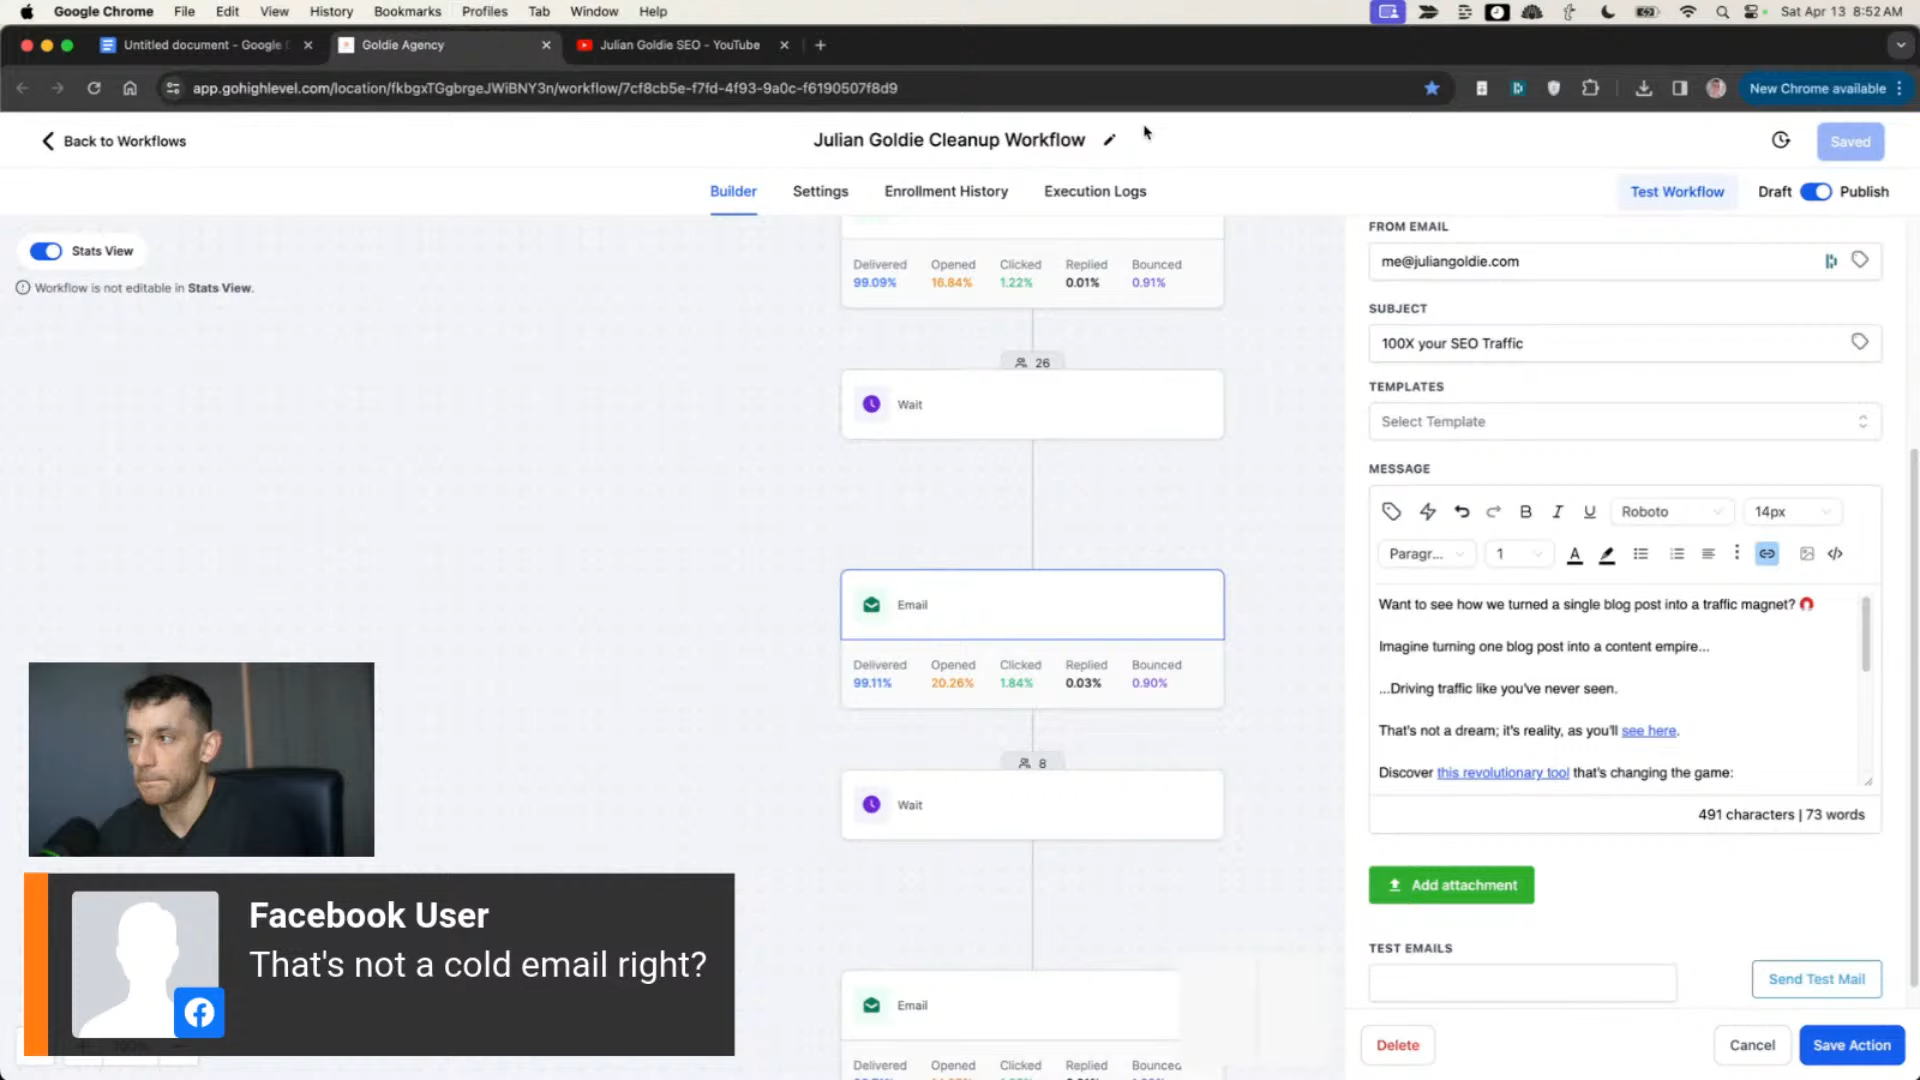 Google Chrome File Edit View History Bookmarks Profiles Tab Window Help Sat Apr 13 8:52 AM
Untitled document - Google Goldie Agency Julian Goldie SEO - YouTube
app.gohighlevel.com/location/fkbgxTGgbrgeJWiBNY3n/workflow/7cf8cb5e-f7fd-4f93-9a0c-f6190507f8d9 New Chrome available
Back to Workflows Julian Goldie Cleanup Workflow Saved
Builder Settings Enrollment History Execution Logs Test Workflow Draft Publish
Stats View
Workflow is not editable in Stats View.
Delivered Opened Clicked Replied Bounced
99.09% 16.84% 1.22% 0.01% 0.91%
26
Wait
Email
Delivered Opened Clicked Replied Bounced
99.11% 20.26% 1.84% 0.03% 0.90%
8
Wait
Email
Delivered Opened Clicked Replied
FROM EMAIL
me@juliangoldie.com
SUBJECT
100X your SEO Traffic
TEMPLATES
Select Template
MESSAGE
B I U Roboto 14px
Paragr... 1 A
Want to see how we turned a single blog post into a traffic magnet?
Imagine turning one blog post into a content empire...
...Driving traffic like you've never seen.
That's not a dream; it's reality, as you'll see here.
Discover this revolutionary tool that's changing the game:
491 characters | 73 words
Add attachment
TEST EMAILS
Send Test Mail
Delete Cancel Save Action
Facebook User
That's not a cold email right?